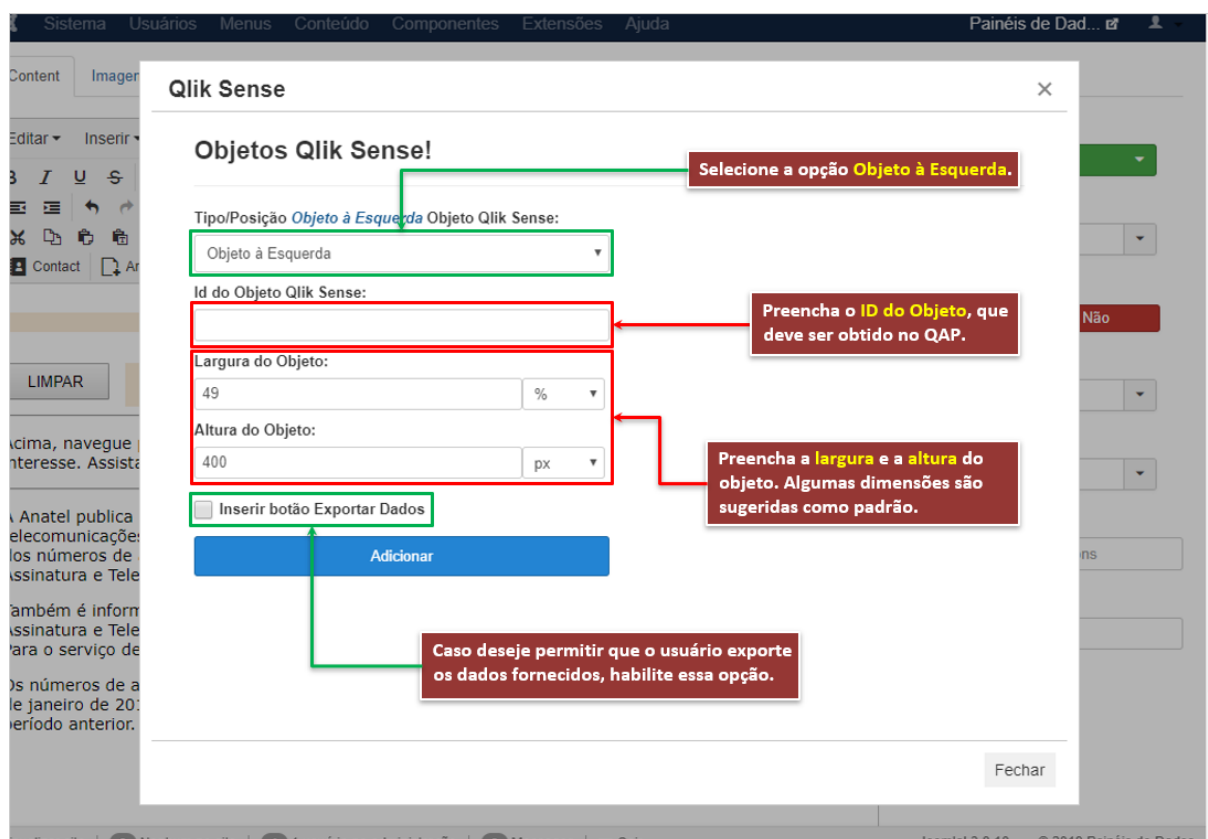 Sistema Usuários Menus Conteúdo Componentes Extensões Ajuda Painéis de Dad...
Content
Qlik Sense
×
Editar Inserir
Objetos Qlik Sense!
Selecione a opção Objeto à Esquerda.
I U S
Tipo/Posição Objeto à Esquerda Objeto Qlik Sense:
Objeto à Esquerda
Contact
Id do Objeto Qlik Sense:
Preencha o ID do Objeto, que
deve ser obtido no QAP.
Não
Largura do Objeto:
LIMPAR
49 %
Altura do Objeto:
400 px
Preencha a largura e a altura do
objeto. Algumas dimensões são
sugeridas como padrão.
Acima, navegue
interesse. Assista
Inserir botão Exportar Dados
A Anatel publica
telecomunicações
dos números de
Assinatura e Tele
Adicionar
Também é inform
Assinatura e Tele
Para o serviço de
Caso deseje permitir que o usuário exporte
os dados fornecidos, habilite essa opção.
Os números de a
de janeiro de 201
período anterior.
Fechar